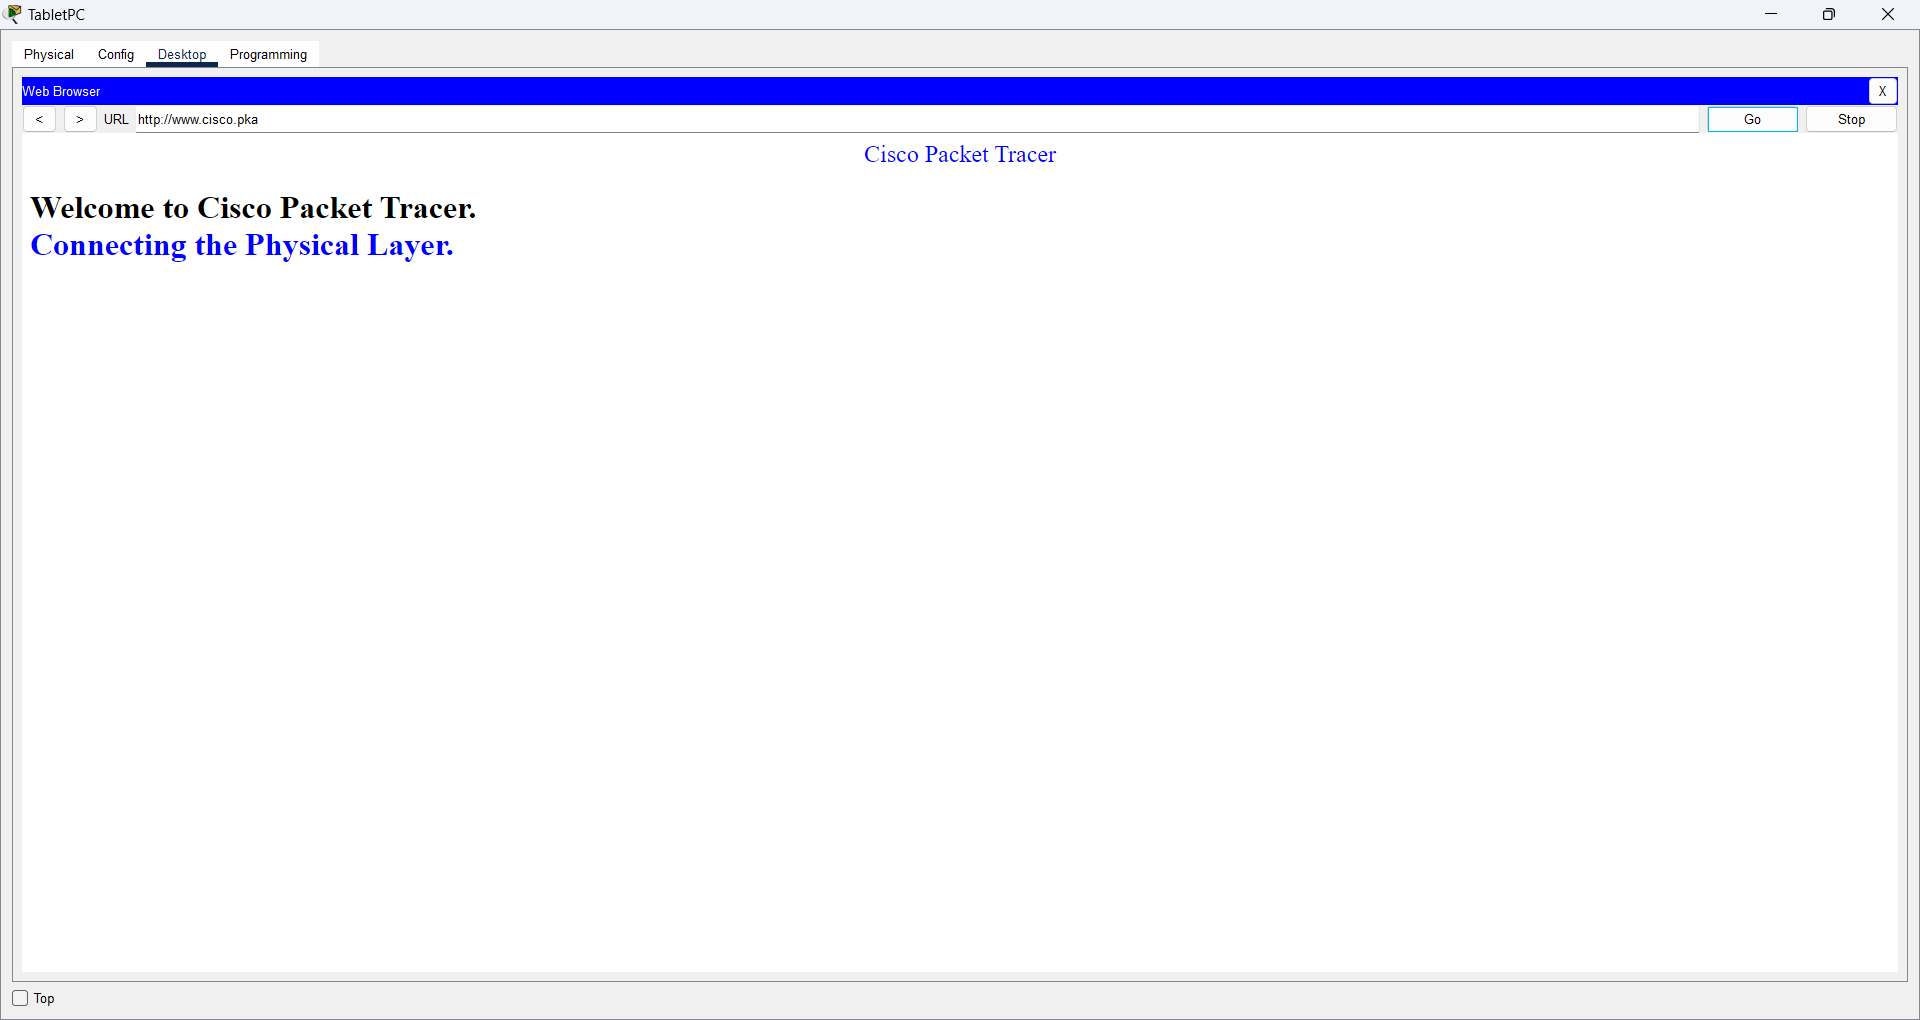 TabletPC
Physical Config Desktop Programming
Web Browser X
< > URL http://www.cisco.pka Go Stop
Cisco Packet Tracer
Welcome to Cisco Packet Tracer.
Connecting the Physical Layer.
Top